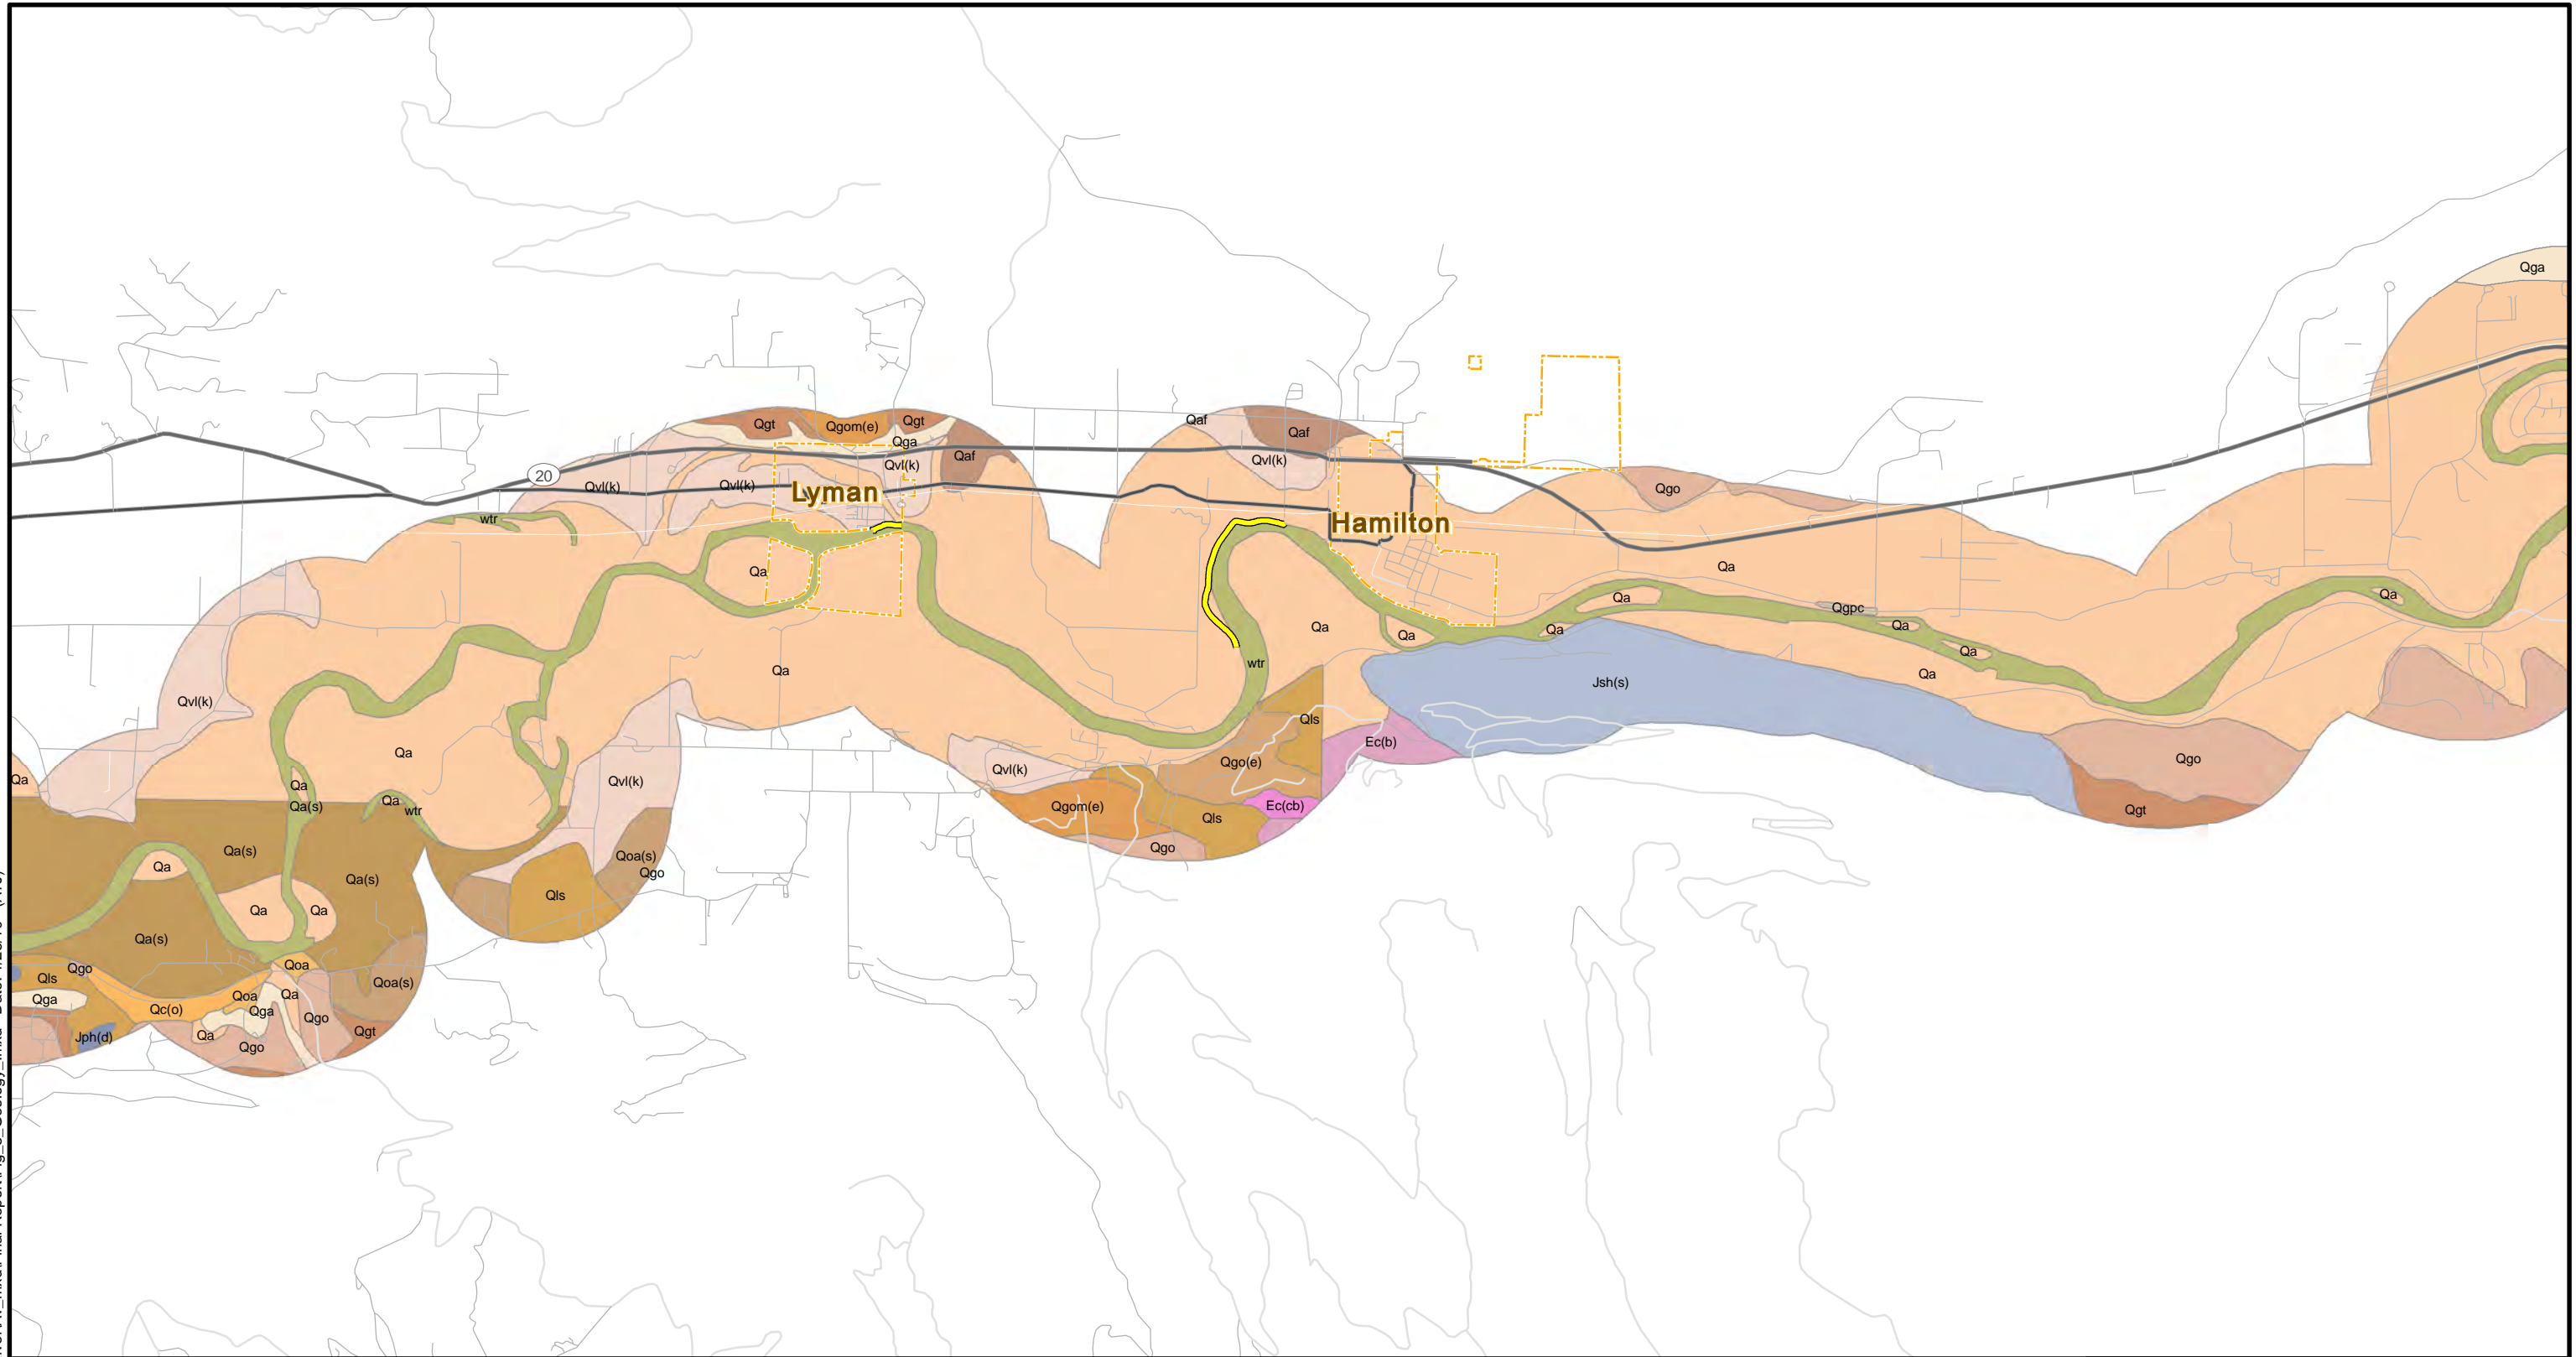 Qga
Qgt
Qgom(e)
Qgt
Qga
Qaf
Qaf
Qaf
Qvl(k)
Qvl(k)
20
Qvl(k)
Qvl(k)
Lyman
Qgo
wtr
Hamilton
Qa
Qa
Qa
Qgpc
Qa
Qa
Qa
Qa
Qa
Qa
Qa
wtr
Qa
Qa
Jsh(s)
Qvl(k)
Qls
Ec(b)
Qa
Qgo(e)
Qgo
Qvl(k)
Qa
Qa
Qvl(k)
Qa
Qa(s)
wtr
Qgom(e)
Ec(cb)
Qgt
Qls
Qa(s)
Qgo
Qoa(s)
Qa
Qgo
Qa(s)
Qls
Qa
Qa
Qa(s)
Qoa
Qgo
Qls
Qoa(s)
Qga
Qoa
Qa
Qc(o)
Qga
Qgo
Qa
Jph(d)
Qgt
Qgo